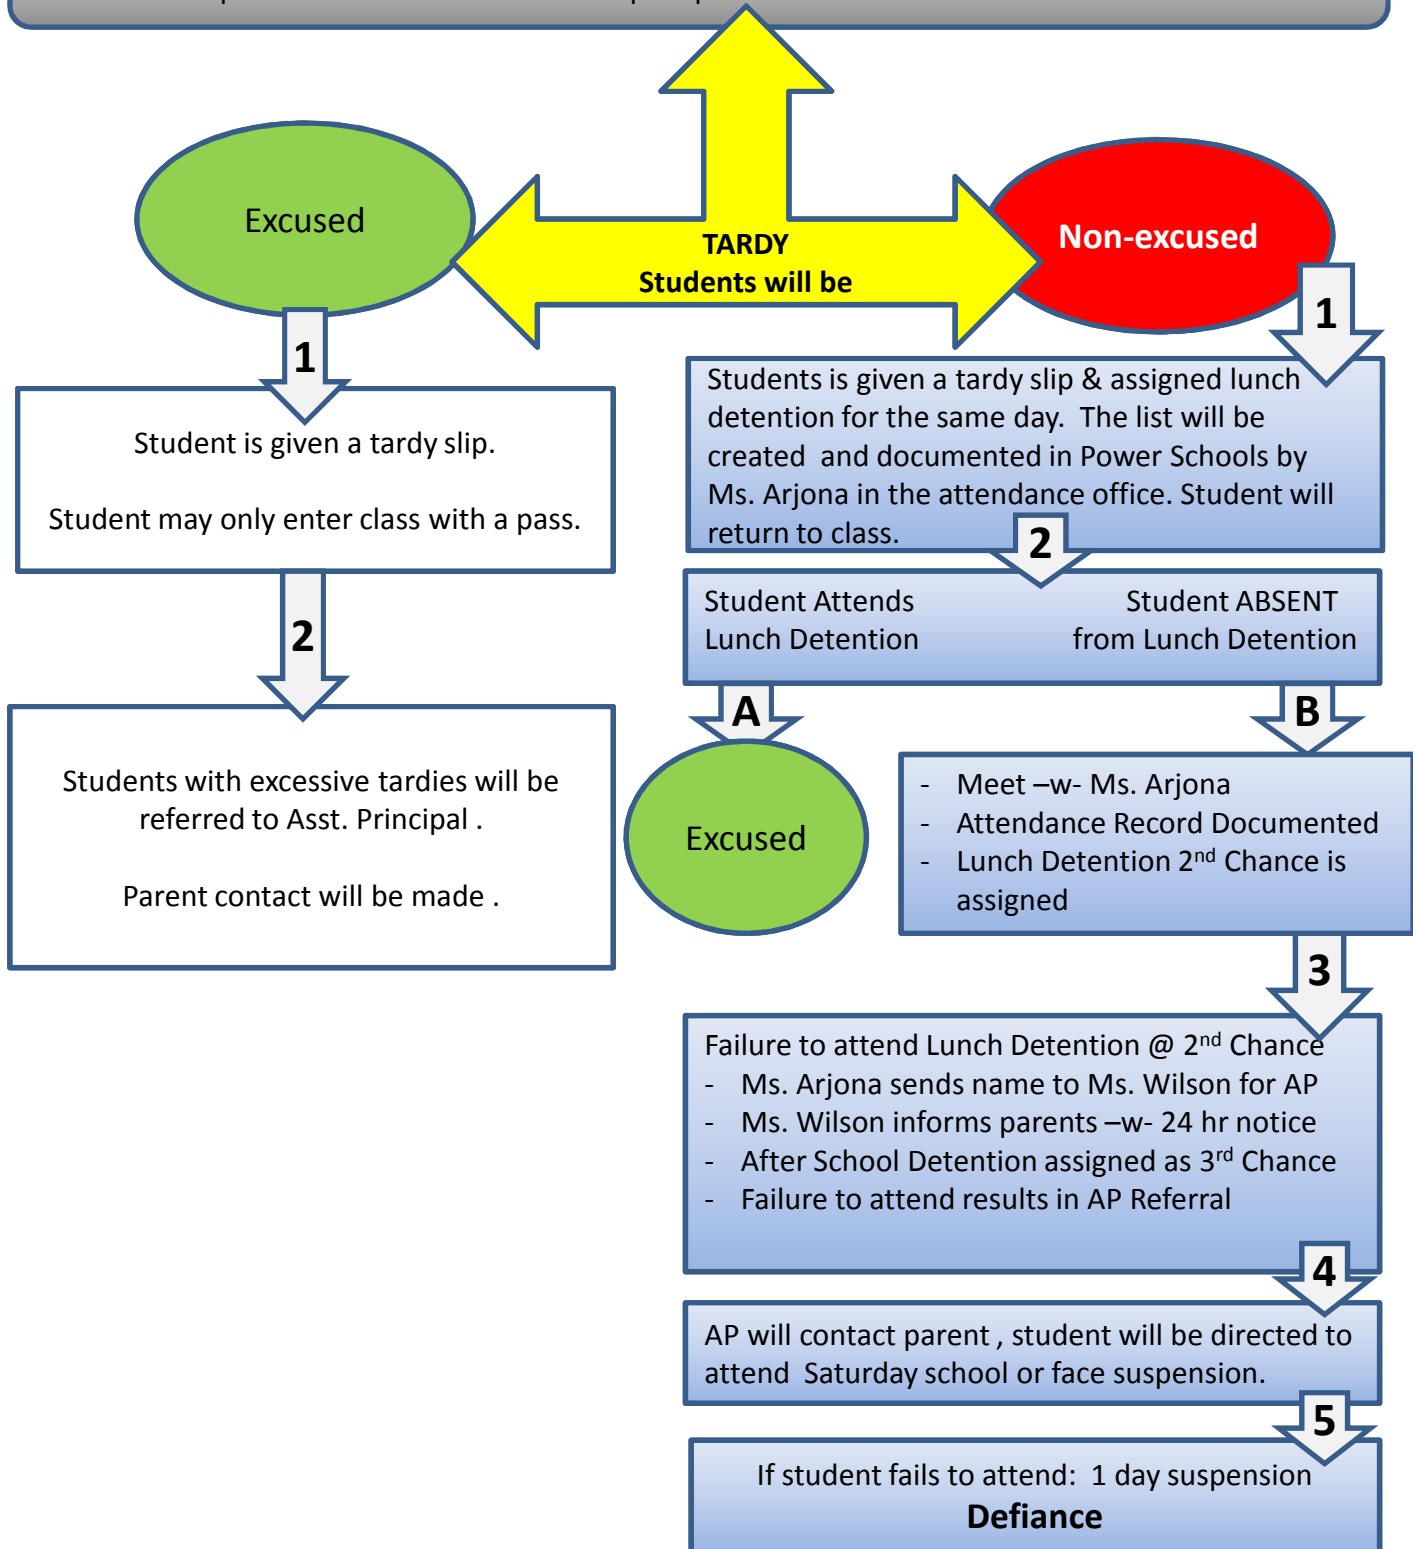 Excused
TARDY
Students will be
Non-excused
1
Student is given a tardy slip.
Student may only enter class with a pass.
2
Students with excessive tardies will be
referred to Asst. Principal .
Parent contact will be made .
1
Students is given a tardy slip & assigned lunch
detention for the same day.  The list will be
created  and documented in Power Schools by
Ms. Arjona in the attendance office. Student will
return to class.
2
Student Attends
Lunch Detention
Student ABSENT
from Lunch Detention
A
Excused
B
- Meet –w- Ms. Arjona
- Attendance Record Documented
- Lunch Detention 2nd Chance is
assigned
3
Failure to attend Lunch Detention @ 2nd Chance
- Ms. Arjona sends name to Ms. Wilson for AP
- Ms. Wilson informs parents –w- 24 hr notice
- After School Detention assigned as 3rd Chance
- Failure to attend results in AP Referral
4
AP will contact parent , student will be directed to
attend  Saturday school or face suspension.
5
If student fails to attend:  1 day suspension
Defiance